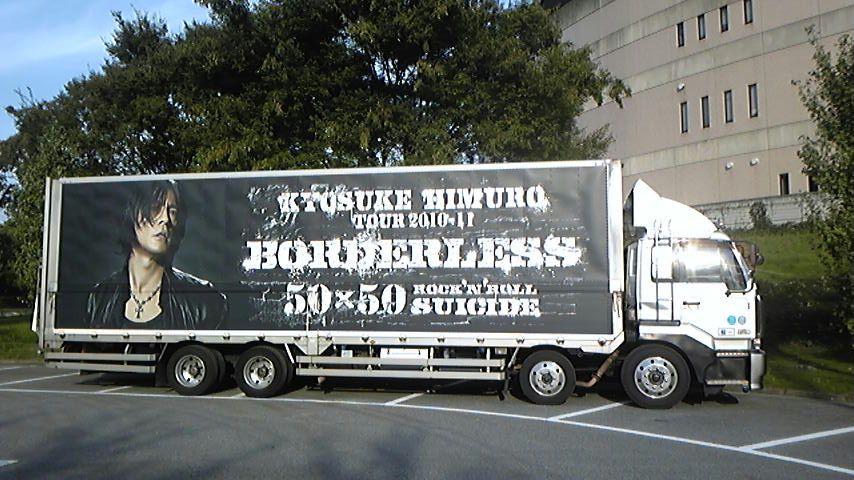 KYOSUKE HIMURO
TOUR 2010-11
BORDERLESS
50×50 ROCK'N'ROLL SUICIDE